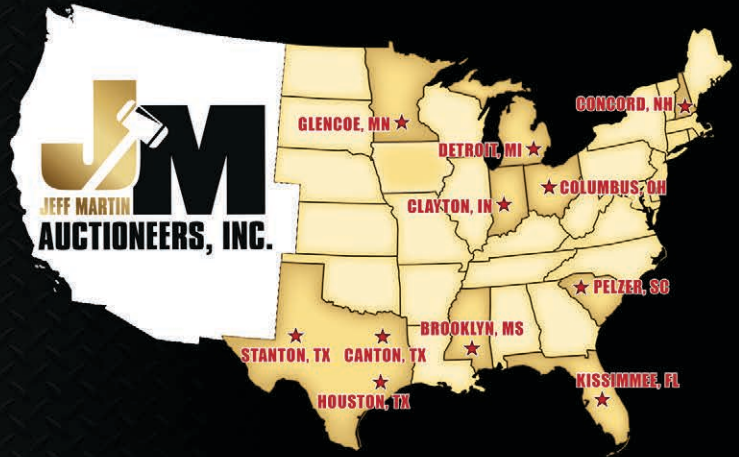 JM
JEFF MARTIN
AUCTIONEERS, INC.
CONCORD, NH
GLENCOE, MN
DETROIT, MI
COLUMBUS, OH
CLAYTON, IN
PELZER, SC
BROOKLYN, MS
STANTON, TX
CANTON, TX
KISSIMMEE, FL
HOUSTON, TX